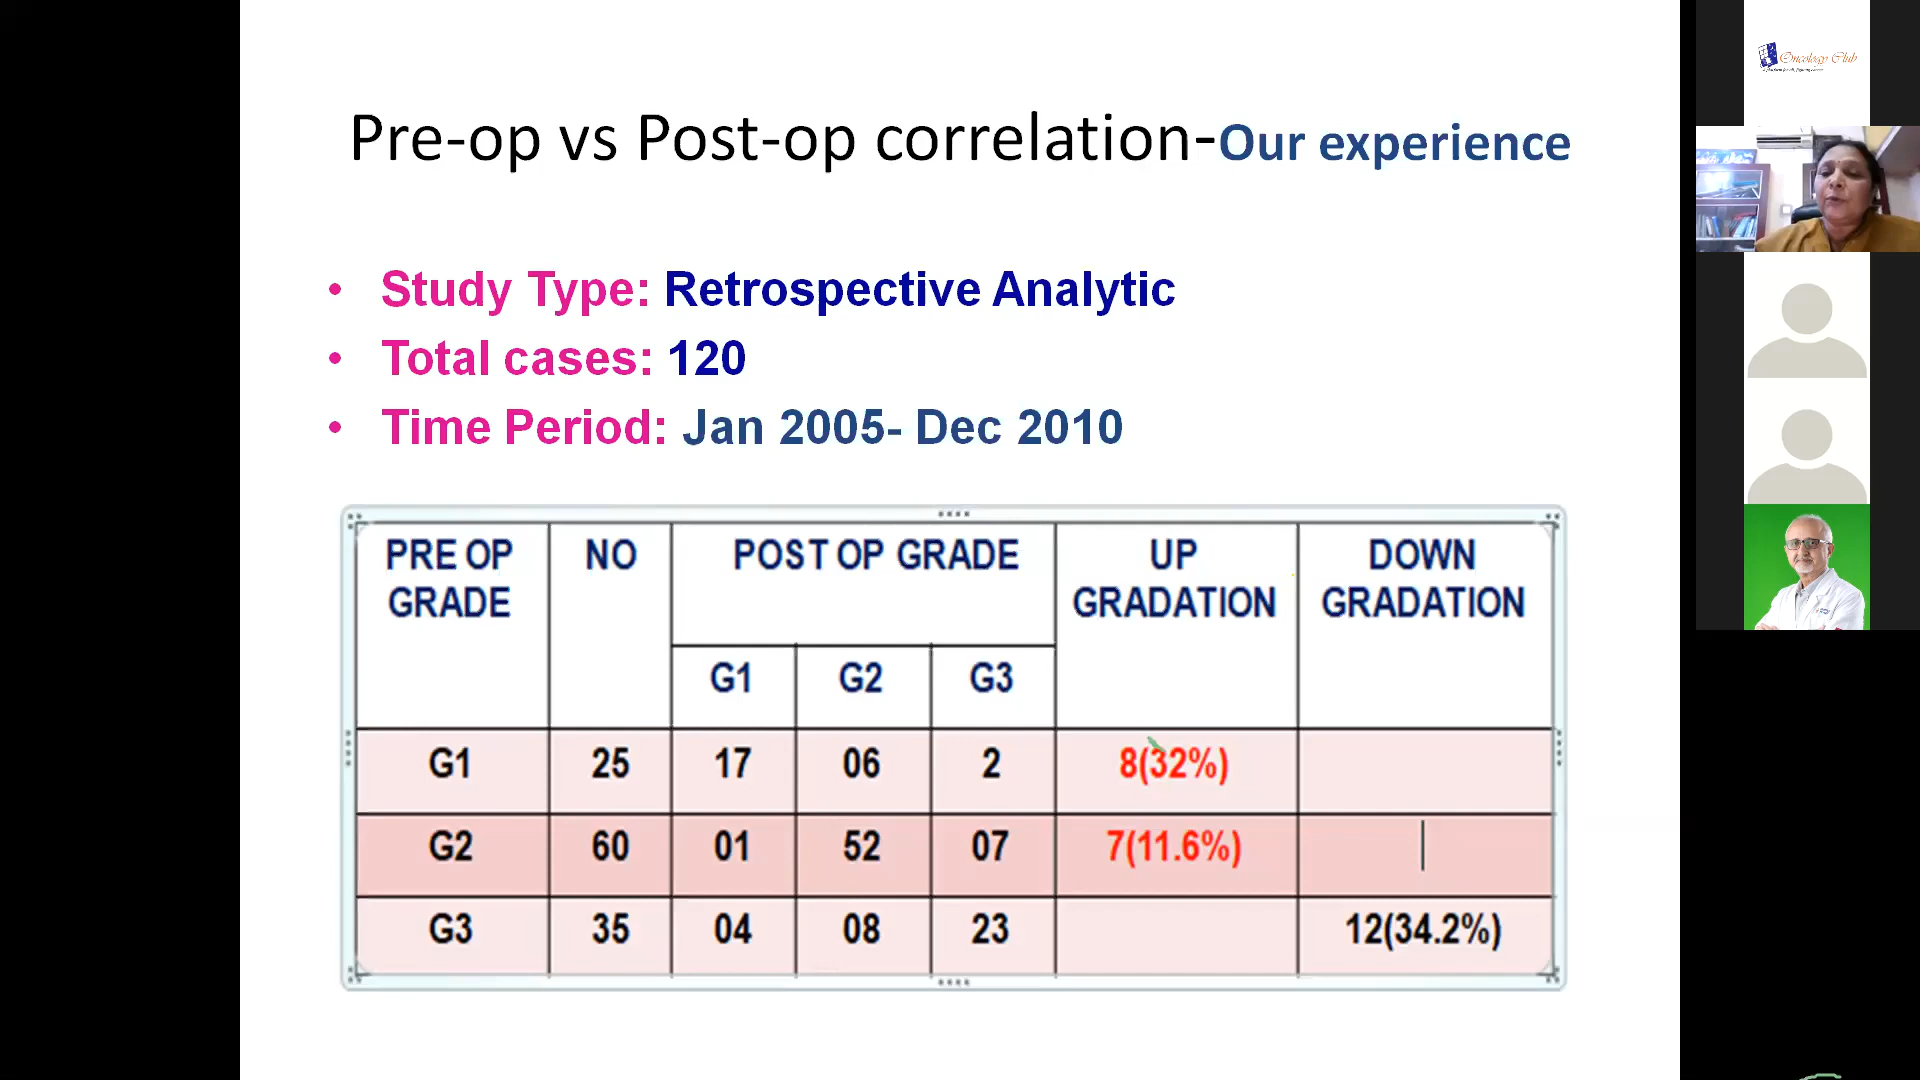 Pre-op vs Post-op correlation-Our experience
• Study Type: Retrospective Analytic
• Total cases: 120
• Time Period: Jan 2005- Dec 2010
PRE OP GRADE NO POST OP GRADE UP GRADATION DOWN GRADATION
G1 G2 G3
G1 25 17 06 2 8(32%)
G2 60 01 52 07 7(11.6%)
G3 35 04 08 23 12(34.2%)
Oncology Club